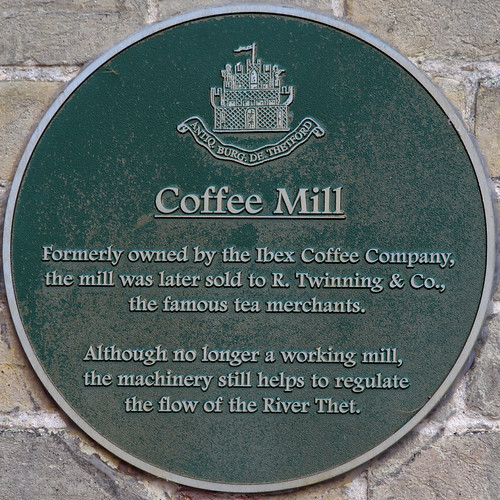 ANTIQ. BURG. DE THETFORD
Coffee Mill
Formerly owned by the Ibex Coffee Company,
the mill was later sold to R. Twinning & Co.,
the famous tea merchants.
Although no longer a working mill,
the machinery still helps to regulate
the flow of the River Thet.